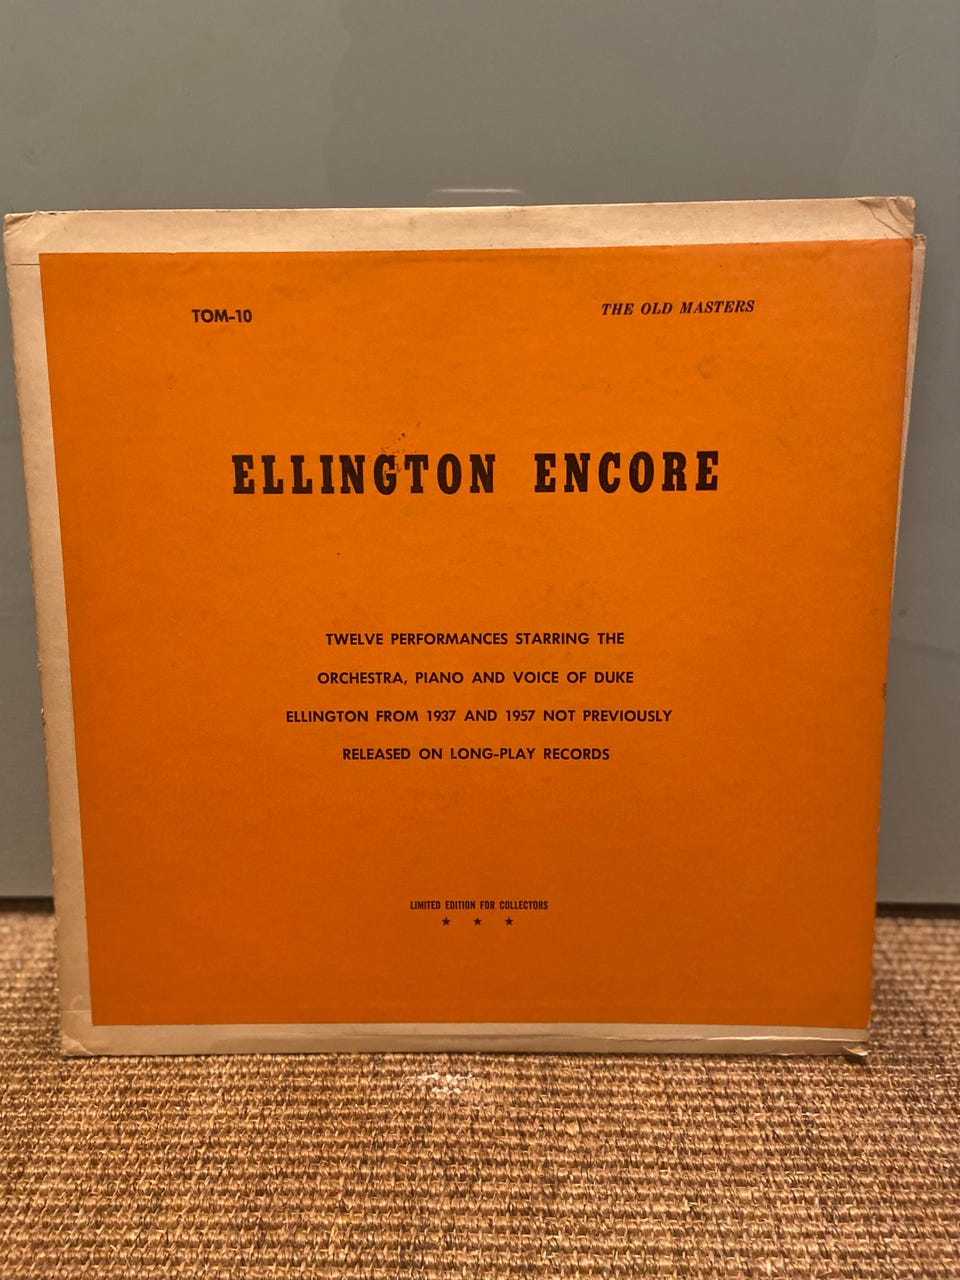 TOM-10
THE OLD MASTERS
ELLINGTON ENCORE
TWELVE PERFORMANCES STARRING THE
ORCHESTRA, PIANO AND VOICE OF DUKE
ELLINGTON FROM 1937 AND 1957 NOT PREVIOUSLY
RELEASED ON LONG-PLAY RECORDS
LIMITED EDITION FOR COLLECTORS
★ ★ ★